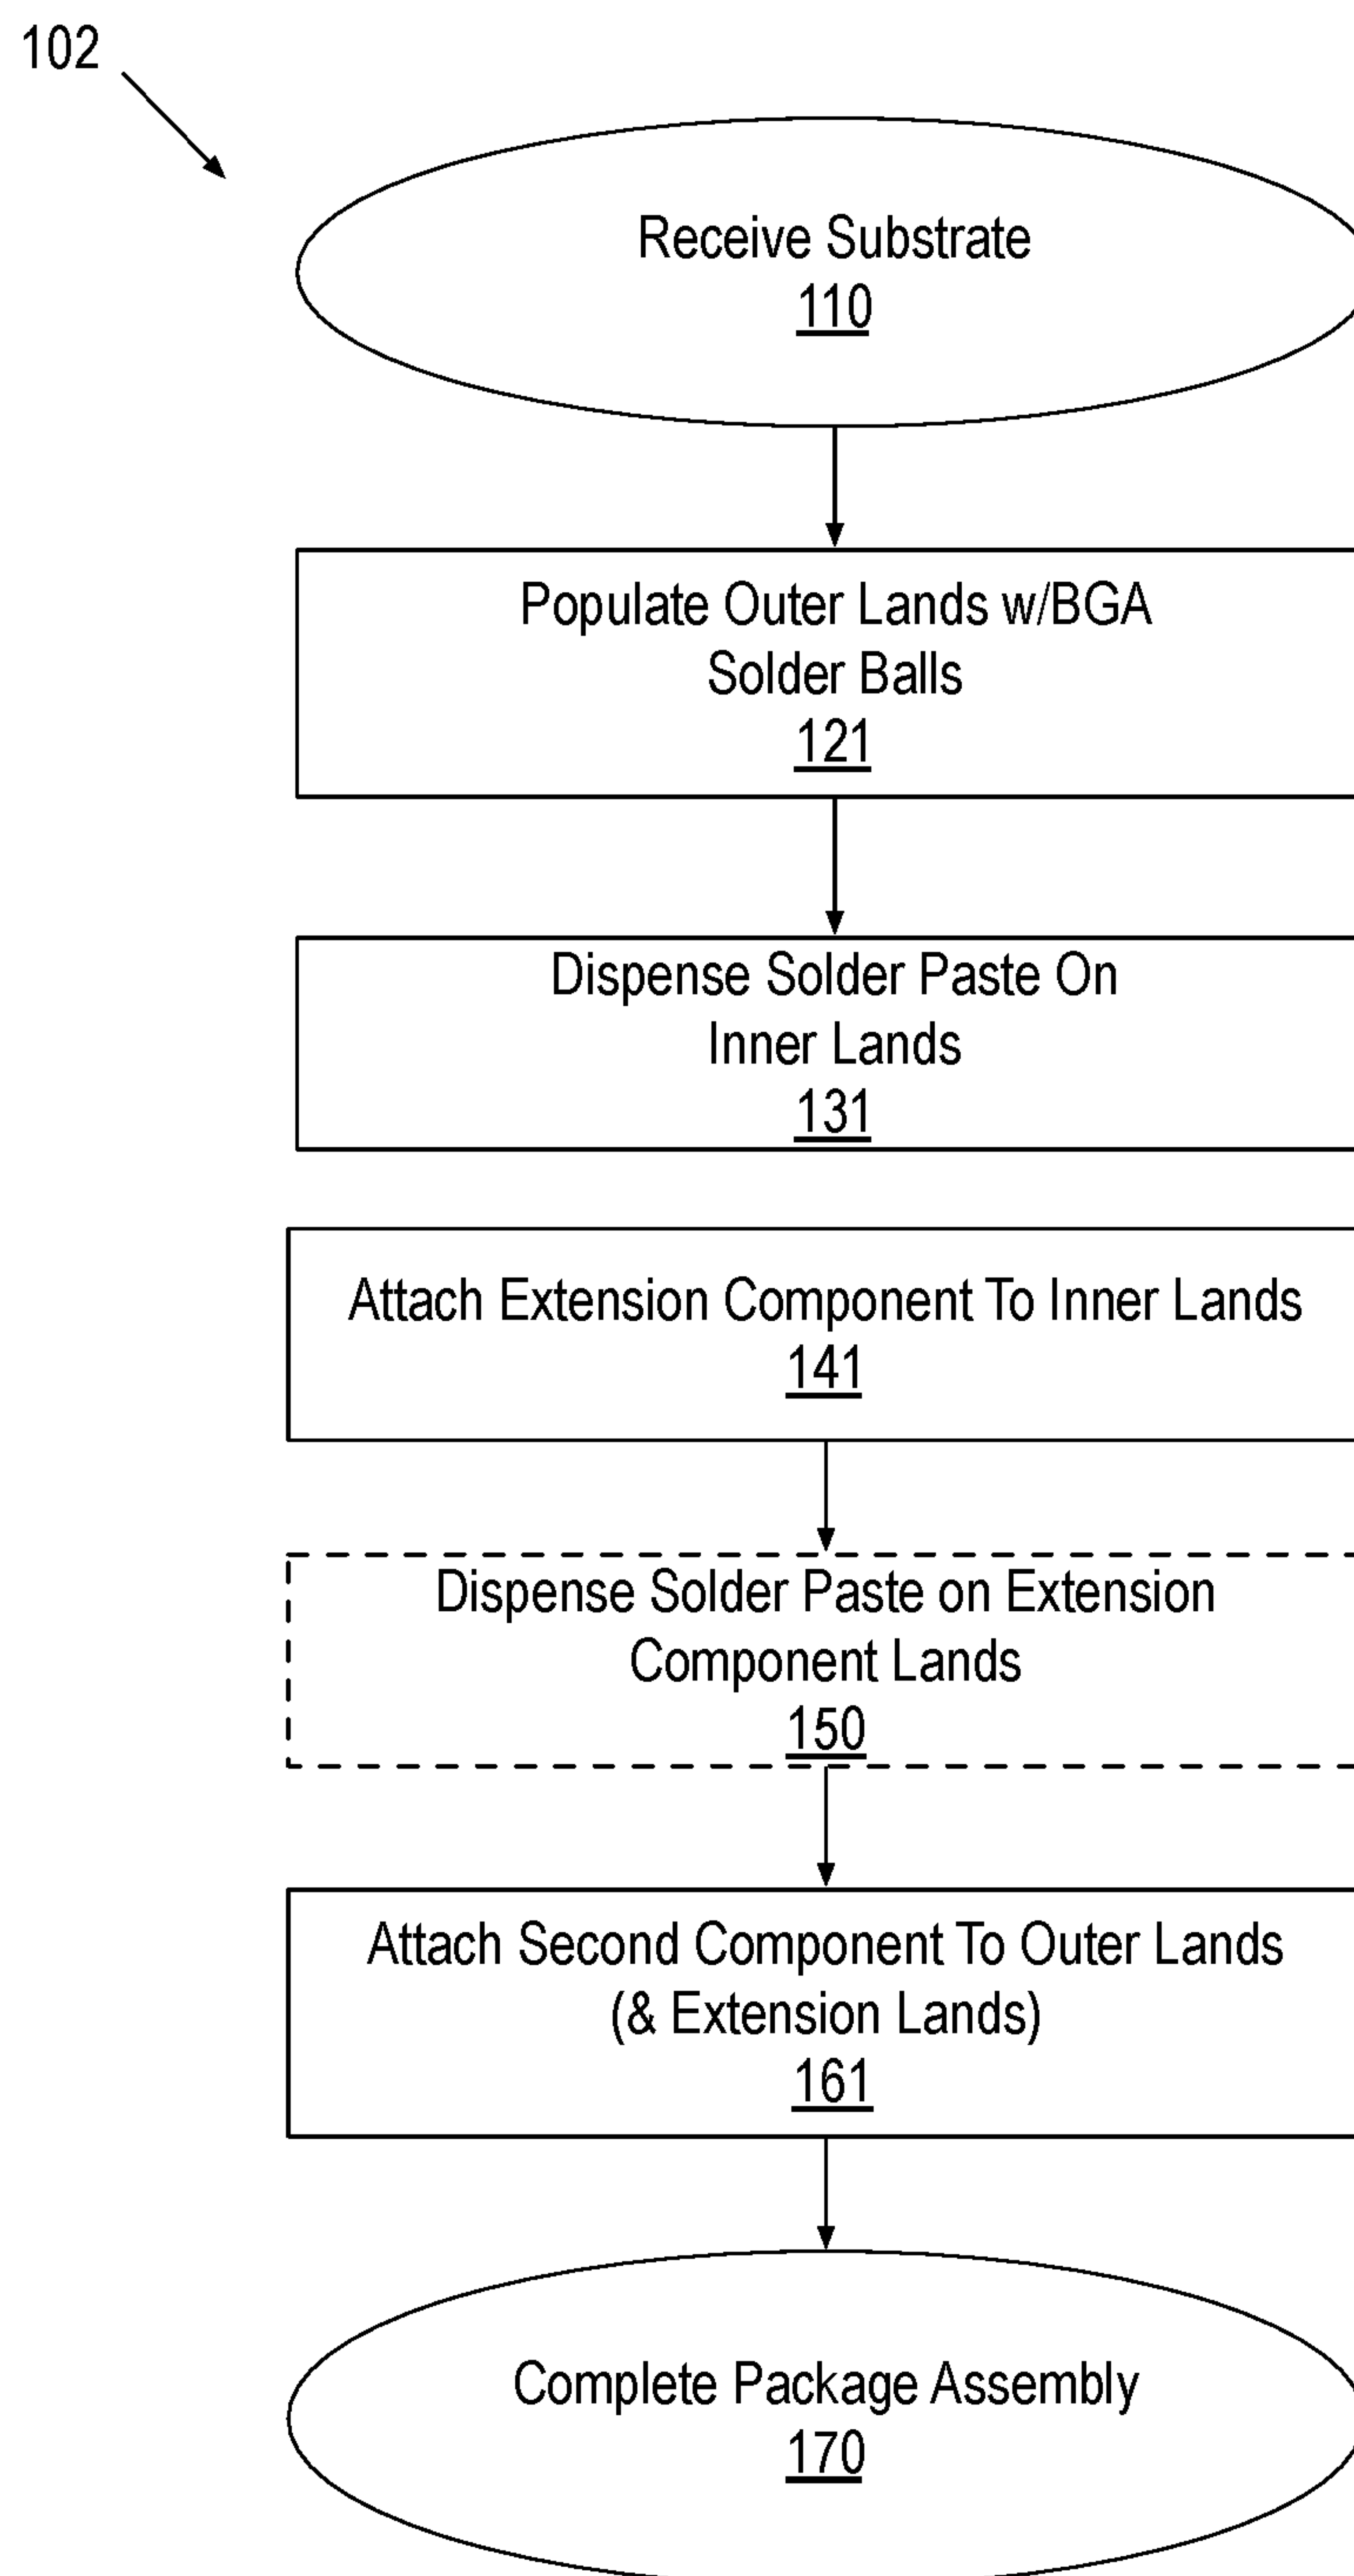 102
Receive Substrate
110
Populate Outer Lands w/BGA
Solder Balls
121
Dispense Solder Paste On
Inner Lands
131
Attach Extension Component To Inner Lands
141
Dispense Solder Paste on Extension
Component Lands
150
Attach Second Component To Outer Lands
(& Extension Lands)
161
Complete Package Assembly
170